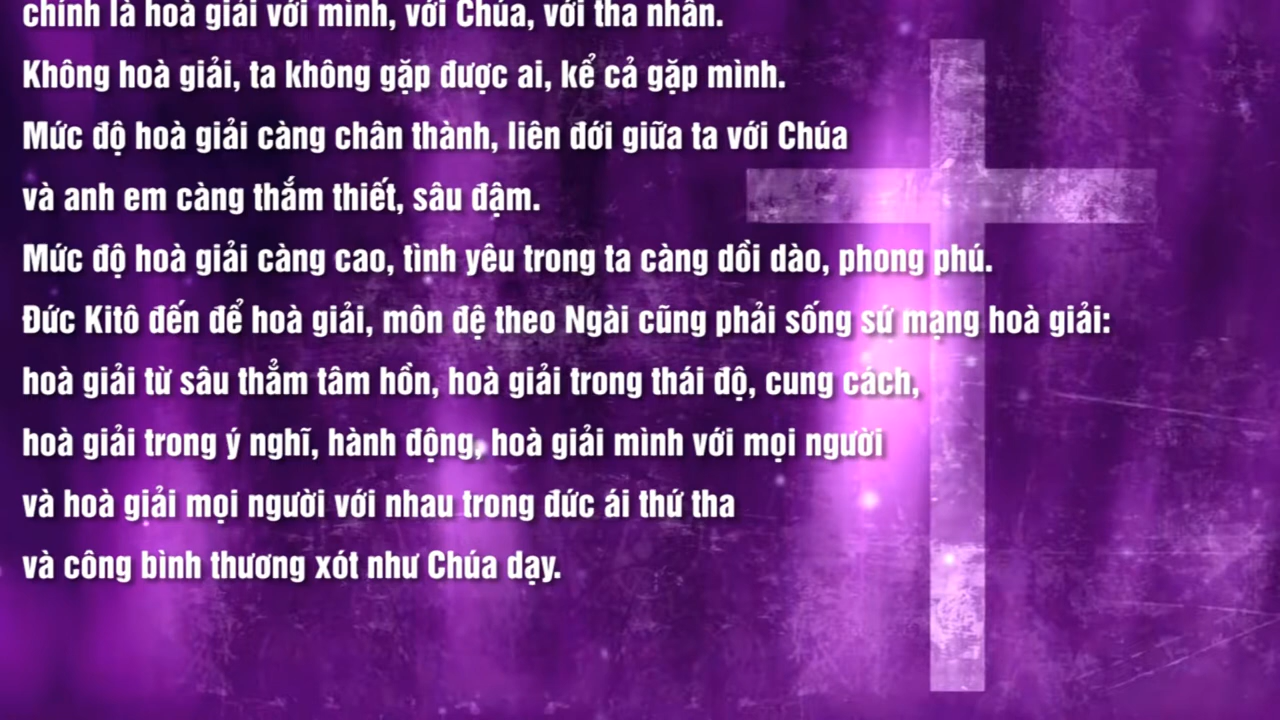 chính là hoà giải với mình, với Chúa, với tha nhân.
Không hoà giải, ta không gặp được ai, kể cả gặp mình.
Mức độ hoà giải càng chân thành, liên đới giữa ta với Chúa
và anh em càng thắm thiết, sâu đậm.
Mức độ hoà giải càng cao, tình yêu trong ta càng dồi dào, phong phú.
Đức Kitô đến để hoà giải, môn đệ theo Ngài cũng phải sống sứ mạng hoà giải:
hoà giải từ sâu thẳm tâm hồn, hoà giải trong thái độ, cung cách,
hoà giải trong ý nghĩ, hành động, hoà giải mình với mọi người
và hoà giải mọi người với nhau trong đức ái thứ tha
và công bình thương xót như Chúa dạy.